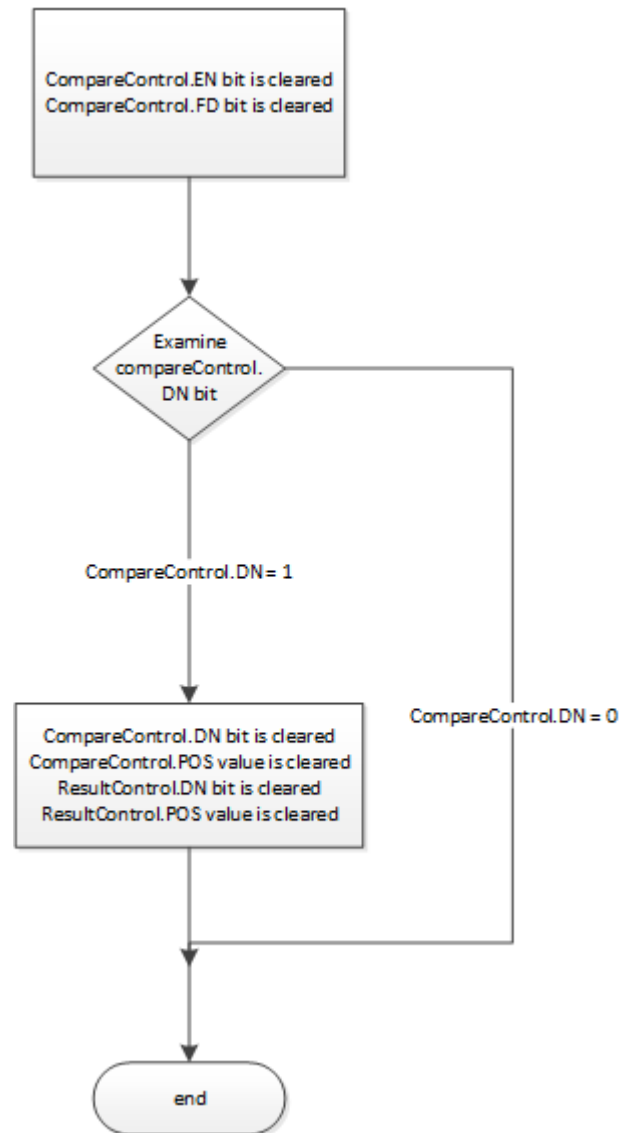 CompareControl.EN bit is cleared
CompareControl.FD bit is cleared
Examine
compareControl.
DN bit
CompareControl.DN = 1
CompareControl.DN = 0
CompareControl.DN bit is cleared
CompareControl.POS value is cleared
ResultControl.DN bit is cleared
ResultControl.POS value is cleared
end